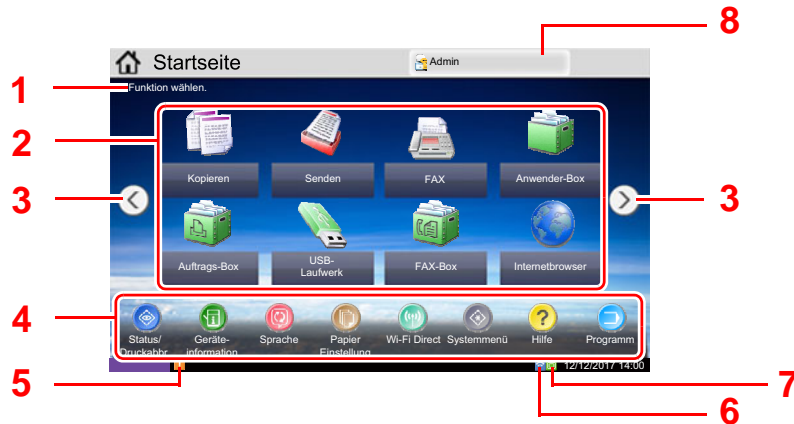 8
Startseite
Admin
1
Funktion wählen.
2
Kopieren
Senden
FAX
Anwender-Box
3
3
Auftrags-Box
USB-
Laufwerk
FAX-Box
Internetbrowser
4
Status/
Druckabbr.
Geräte-
information
Sprache
Papier
Einstellung
Wi-Fi Direct
Systemmenü
?
Hilfe
Programm
5
12/12/2017 14:00
7
6